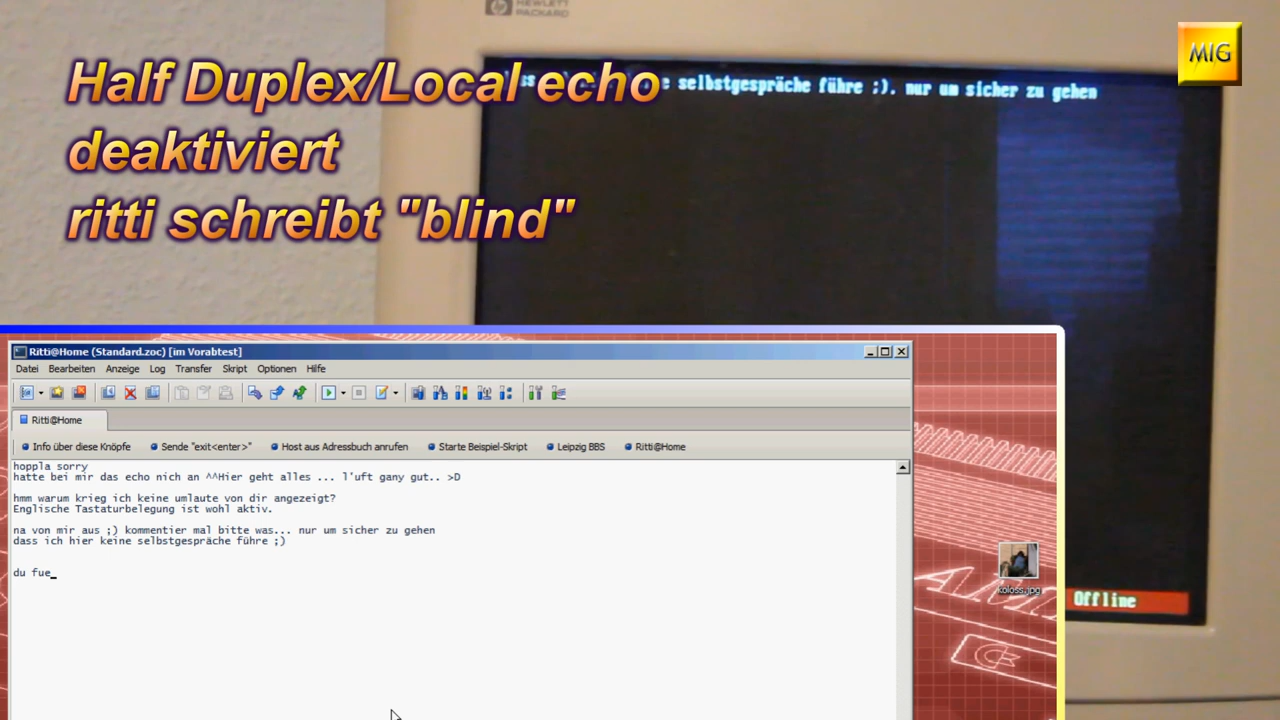 HEWLETT
PACKARD
MIG
Half Duplex/Local echo
deaktiviert
ritti schreibt "blind"
selbstgespräche führe ;). nur um sicher zu gehen
Offline
Ritti@Home (Standard.zoc) [im Vorabtest]
Datei Bearbeiten Anzeige Log Transfer Skript Optionen Hilfe
Ritti@Home
Info über diese Knöpfe Sende "exit<enter>" Host aus Adressbuch anrufen Starte Beispiel-Skript Leipzig BBS Ritti@Home
hoppla sorry
hatte bei mir das echo nich an ^^Hier geht alles ... l'uft gany gut.. >D
hmm warum krieg ich keine umlaute von dir angezeigt?
Englische Tastaturbelegung ist wohl aktiv.
na von mir aus ;) kommentier mal bitte was... nur um sicher zu gehen
dass ich hier keine selbstgespräche führe ;)
du fue_
koloss.jpg